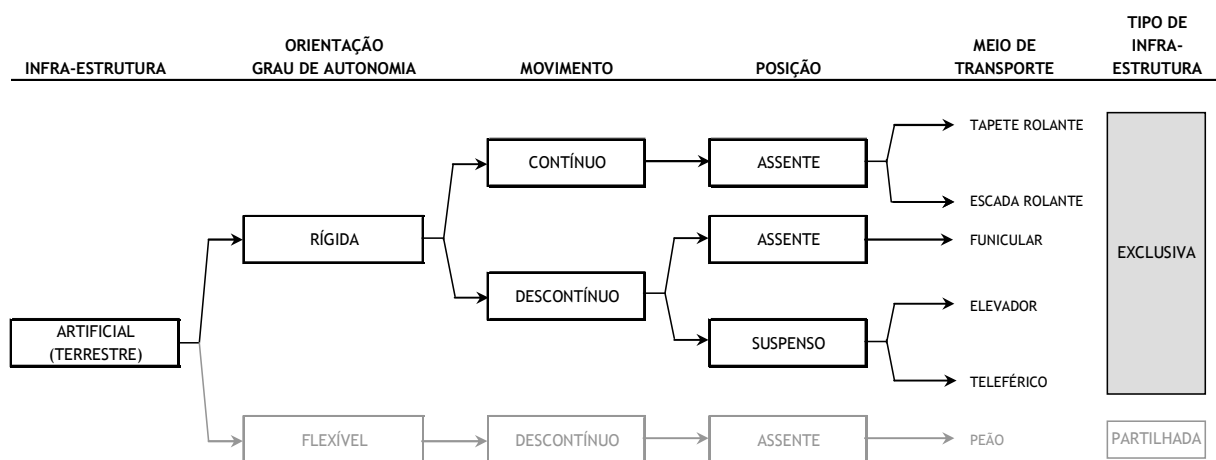 INFRA-ESTRUTURA
ORIENTAÇÃO
GRAU DE AUTONOMIA
MOVIMENTO
POSIÇÃO
MEIO DE
TRANSPORTE
TIPO DE
INFRA-
ESTRUTURA
ARTIFICIAL
(TERRESTRE)
RÍGIDA
CONTÍNUO
ASSENTE
TAPETE ROLANTE
ESCADA ROLANTE
DESCONTÍNUO
ASSENTE
FUNICULAR
SUSPENSO
ELEVADOR
TELEFÉRICO
EXCLUSIVA
FLEXÍVEL
DESCONTÍNUO
ASSENTE
PEÃO
PARTILHADA